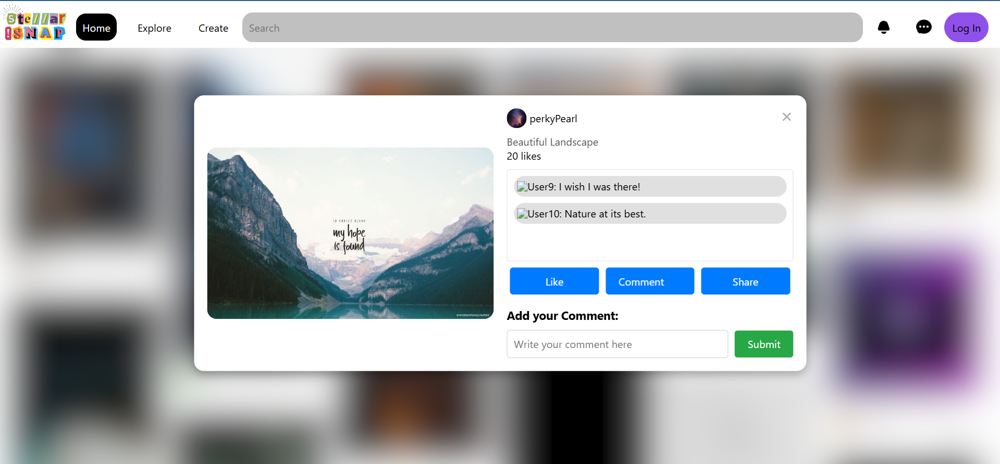 Stellar
!SNAP
Home
Explore
Create
Search
Log In
perkyPearl
Beautiful Landscape
20 likes
User9: I wish I was there!
User10: Nature at its best.
IN CHRIST ALONE
my hope
is found
@WORSHIPWALLPAPERS
Like
Comment
Share
Add your Comment:
Write your comment here
Submit